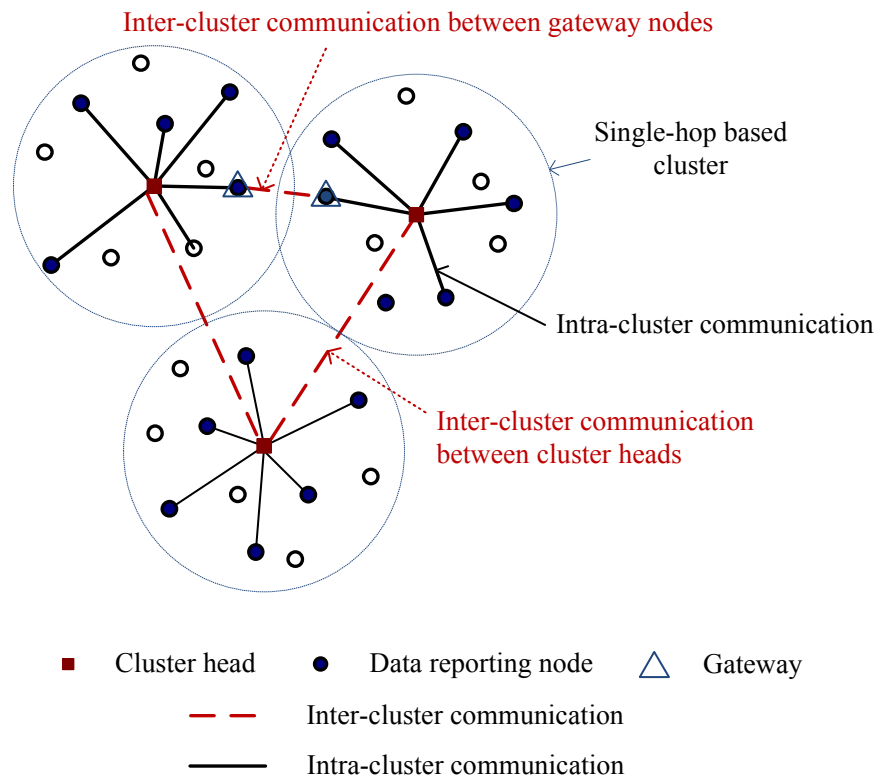 Inter-cluster communication between gateway nodes
Single-hop based
cluster
Intra-cluster communication
Inter-cluster communication
between cluster heads
Cluster head
Data reporting node
Gateway
Inter-cluster communication
Intra-cluster communication